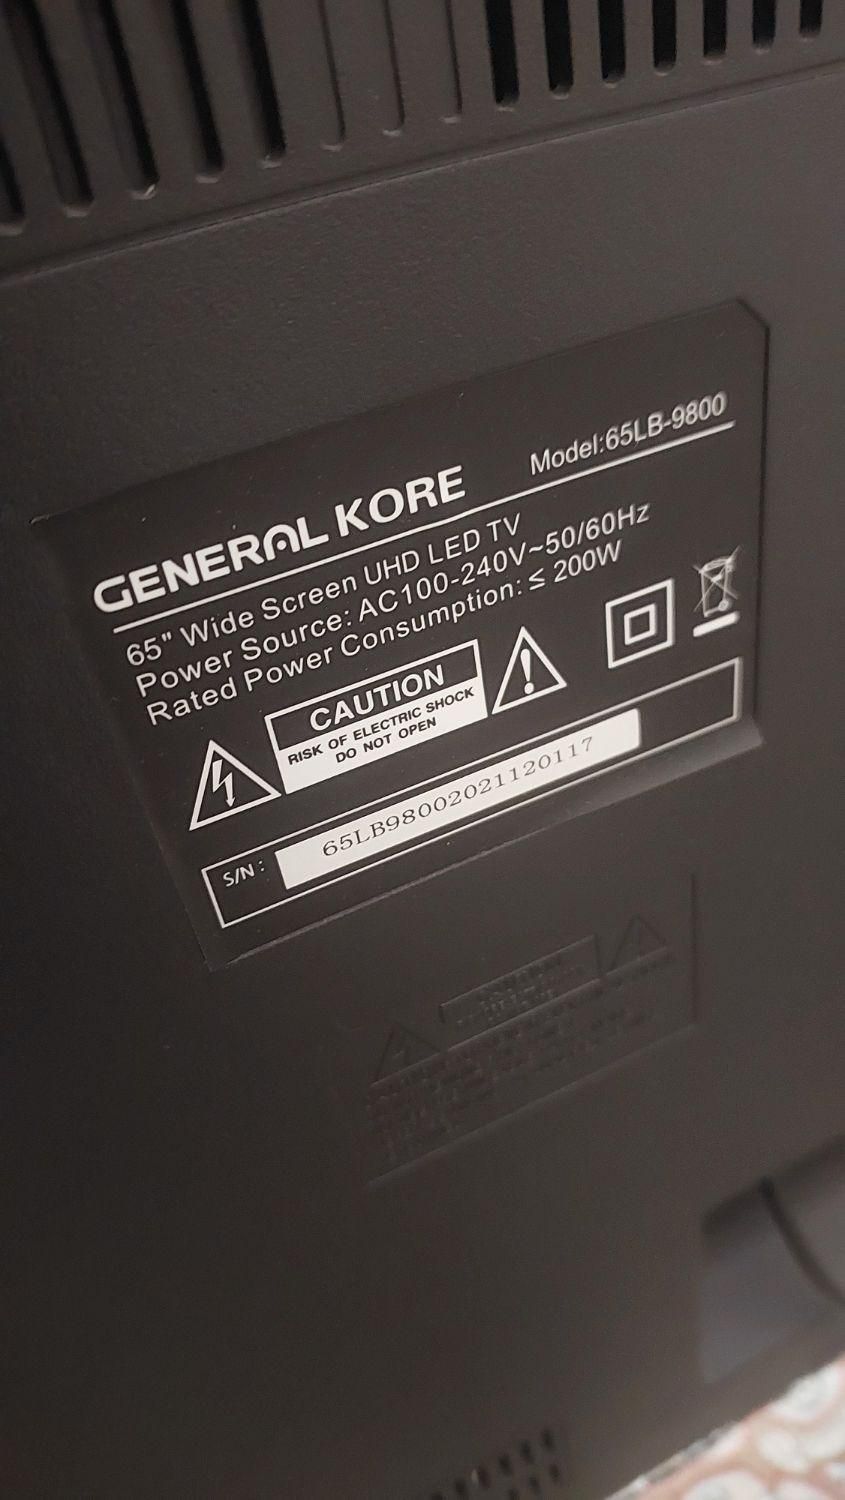 Model:65LB-9800
GENERAL KORE
65" Wide Screen UHD LED TV
Power Source: AC100-240V~50/60Hz
Rated Power Consumption: ≤ 200W
CAUTION
RISK OF ELECTRIC SHOCK
DO NOT OPEN
S/N: 65LB98002021120117